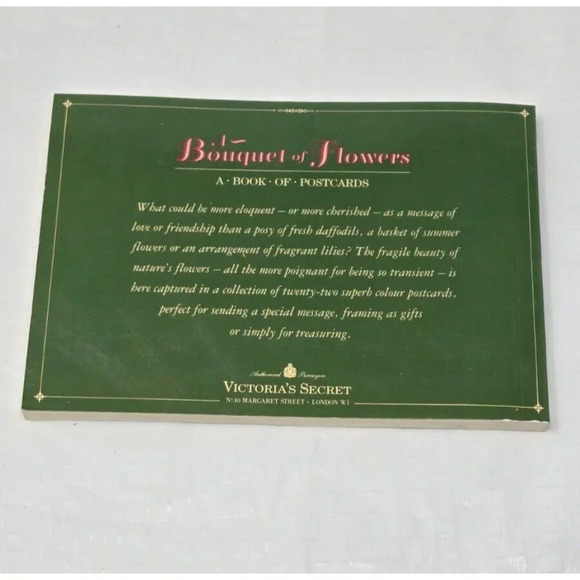 A
Bouquet of Flowers
A · BOOK · OF · POSTCARDS
What could be more eloquent – or more cherished – as a message of
love or friendship than a posy of fresh daffodils, a basket of summer
flowers or an arrangement of fragrant lilies? The fragile beauty of
nature's flowers – all the more poignant for being so transient – is
here captured in a collection of twenty-two superb colour postcards,
perfect for sending a special message, framing as gifts
or simply for treasuring.
Authorised Purveyors
VICTORIA'S SECRET
Nº 10 MARGARET STREET · LONDON W1